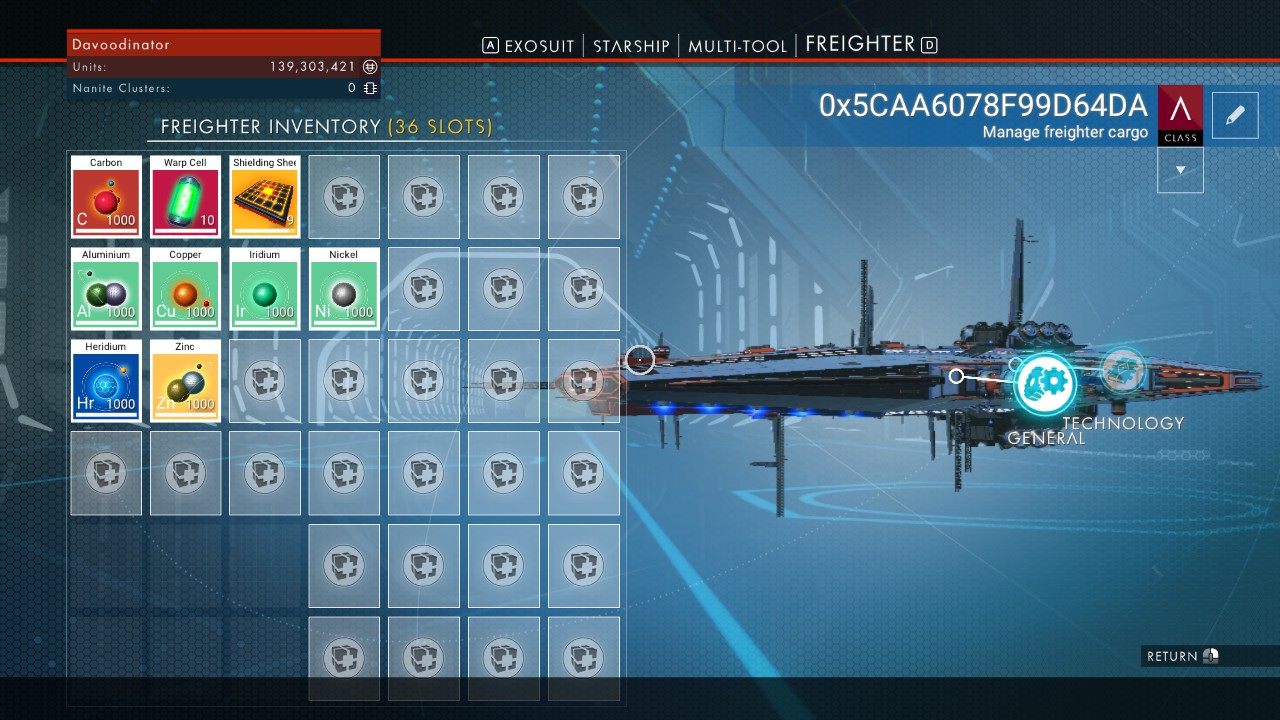 Davoodinator
Units: 139,303,421
Nanite Clusters: 0
A EXOSUIT STARSHIP MULTI-TOOL FREIGHTER D
0x5CAA6078F99D64DA
Manage freighter cargo
CLASS
FREIGHTER INVENTORY (36 SLOTS)
Carbon Warp Cell Shielding Shee
C 1000 10 9
Aluminium Copper Iridium Nickel
Al 1000 Cu 1000 Ir 1000 Ni 1000
Heridium Zinc
Hr 1000 Zn 1000
TECHNOLOGY
GENERAL
RETURN